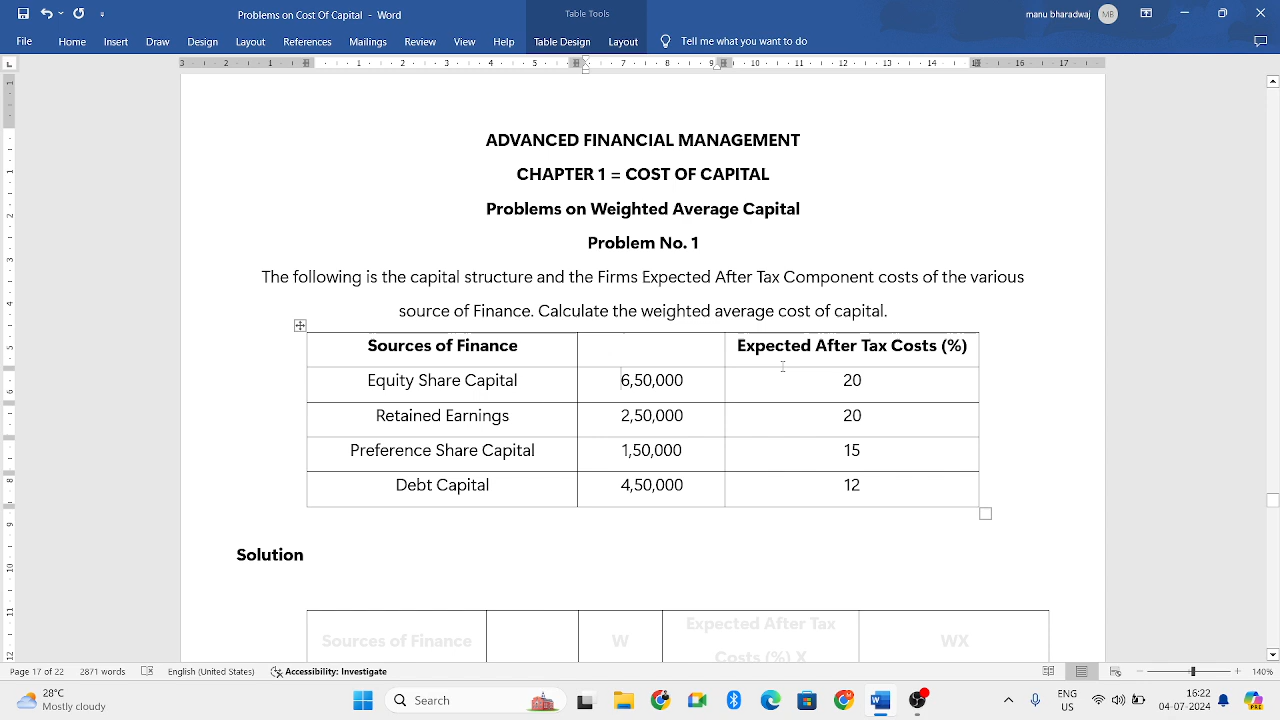 Document1 - Word
Table Tools
manu bharadwaj MB
File Home Insert Draw Design Layout References Mailings Review View Help Table Design Layout Tell me what you want to do
ADVANCED FINANCIAL MANAGEMENT
CHAPTER 1 = COST OF CAPITAL
Problems on Weighted Average Capital
Problem No. 1
The following is the capital structure and the Firms Expected After Tax Component costs of the various
source of Finance. Calculate the weighted average cost of capital.
Sources of Finance Expected After Tax Costs (%)
Equity Share Capital 6,50,000 20
Retained Earnings 2,50,000 20
Preference Share Capital 1,50,000 15
Debt Capital 4,50,000 12
Solution
Sources of Finance W Expected After Tax WX
Costs (%) X
Page 17 of 22 2871 words English (United States) Accessibility: Investigate 140%
28°C
Mostly cloudy
Search
ENG
US
16:22
04-07-2024